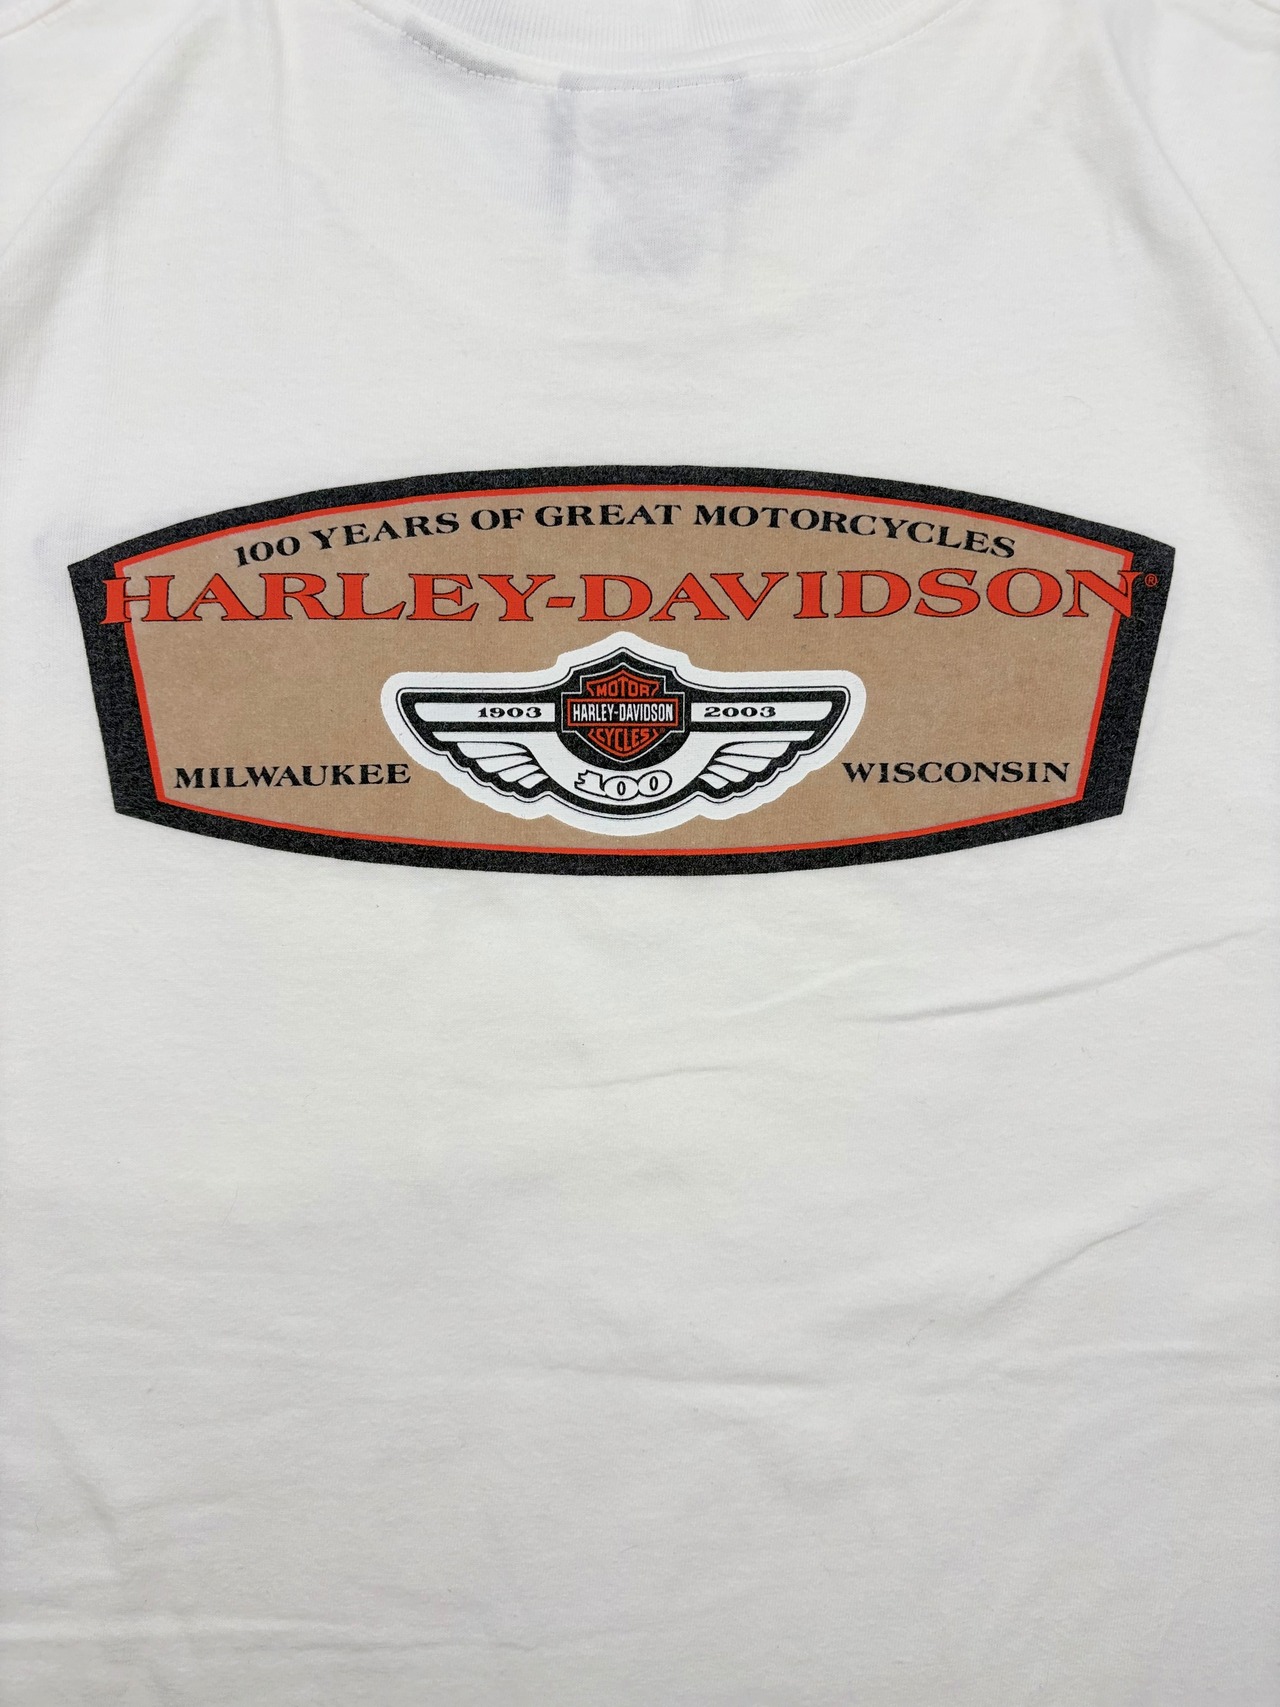 100 YEARS OF GREAT MOTORCYCLES
HARLEY-DAVIDSON®
MOTOR
1903 HARLEY-DAVIDSON 2003
CYCLES
MILWAUKEE 100 WISCONSIN